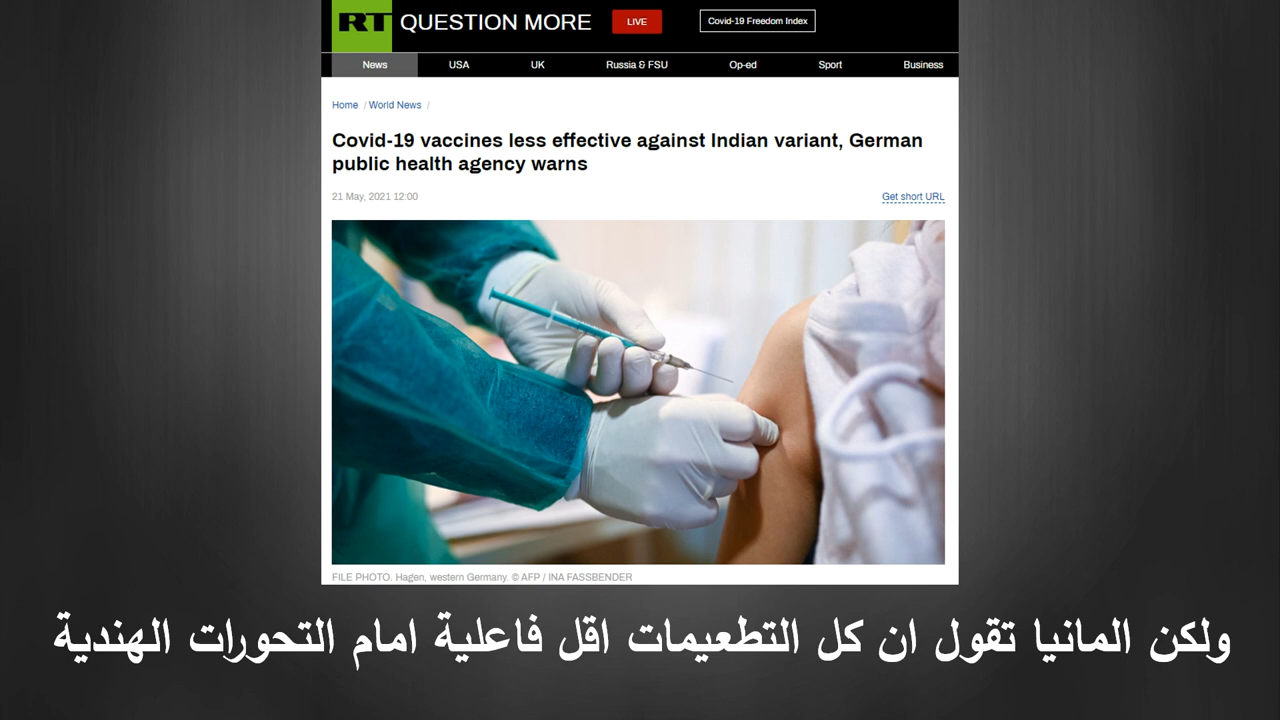 RT QUESTION MORE LIVE Covid-19 Freedom Index
News USA UK Russia & FSU Op-ed Sport Business
Home / World News /
Covid-19 vaccines less effective against Indian variant, German
public health agency warns
21 May, 2021 12:00 Get short URL
FILE PHOTO. Hagen, western Germany. © AFP / INA FASSBENDER
ولكن المانيا تقول ان كل التطعيمات اقل فاعلية امام التحورات الهندية